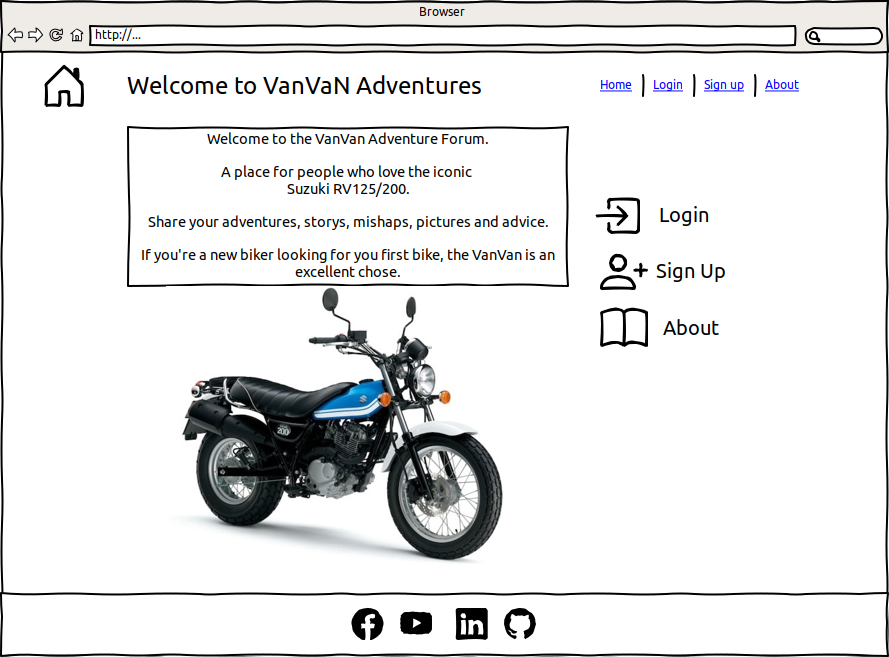 Browser
http://...
Welcome to VanVaN Adventures
Home Login Sign up About
Welcome to the VanVan Adventure Forum.
A place for people who love the iconic
Suzuki RV125/200.
Share your adventures, storys, mishaps, pictures and advice.
If you're a new biker looking for you first bike, the VanVan is an
excellent chose.
Login
Sign Up
About
200